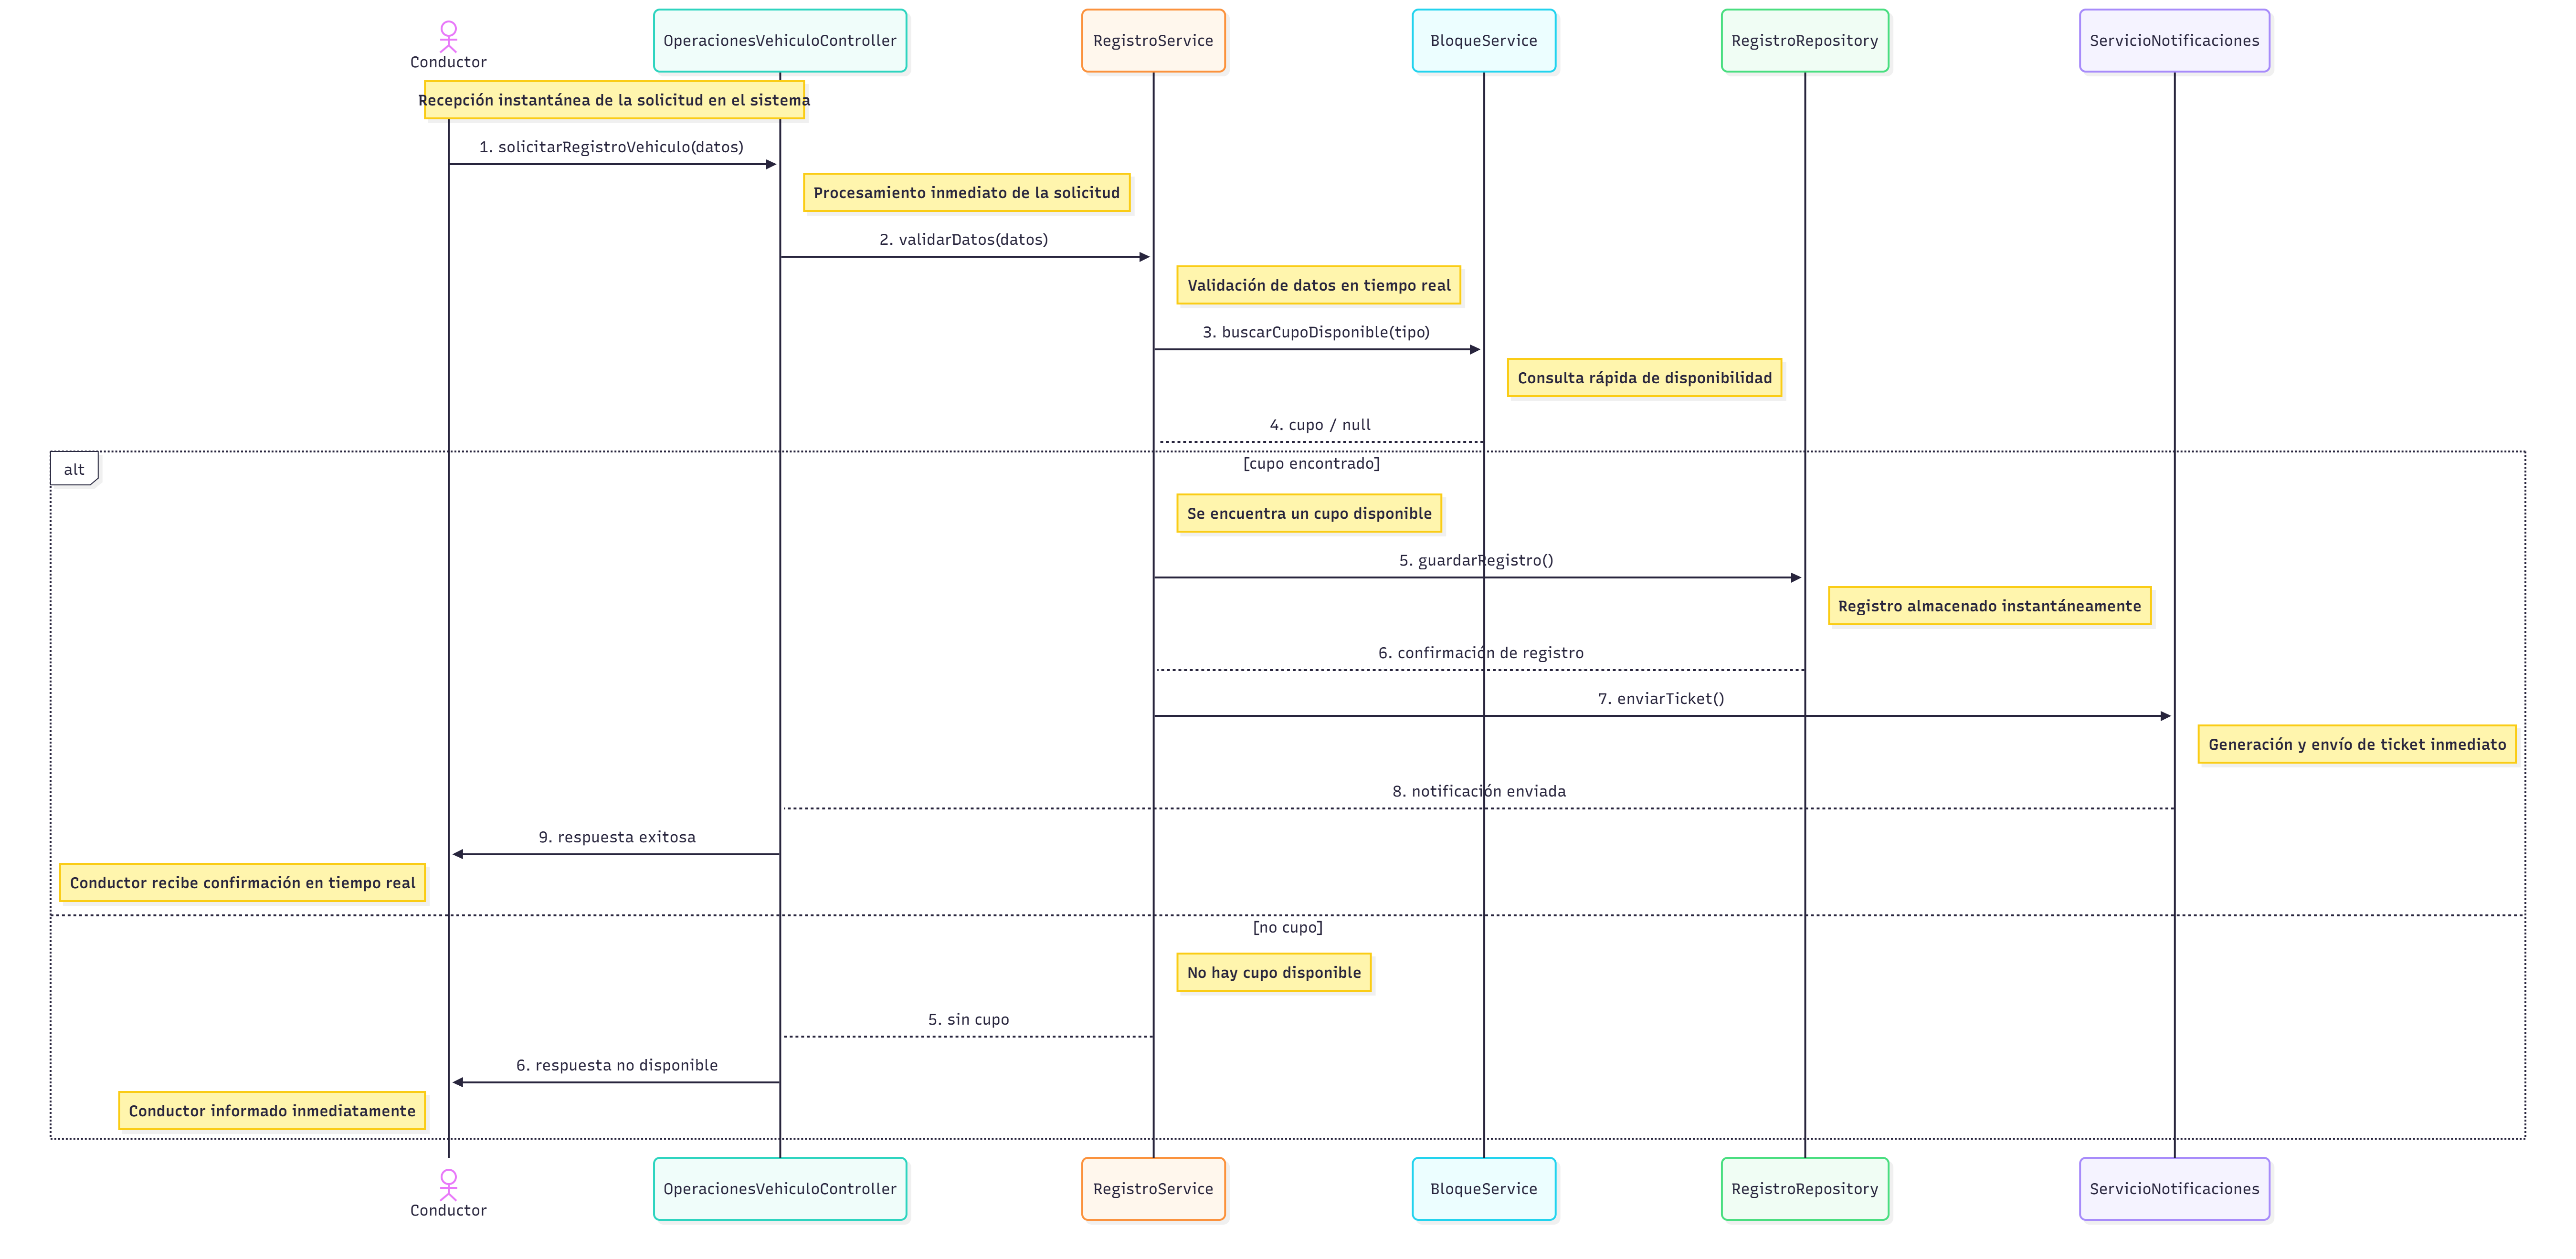 Conductor
OperacionesVehiculoController
RegistroService
BloqueService
RegistroRepository
ServicioNotificaciones
Recepción instantánea de la solicitud en el sistema
1. solicitarRegistroVehiculo(datos)
Procesamiento inmediato de la solicitud
2. validarDatos(datos)
Validación de datos en tiempo real
3. buscarCupoDisponible(tipo)
Consulta rápida de disponibilidad
4. cupo / null
alt
[cupo encontrado]
Se encuentra un cupo disponible
5. guardarRegistro()
Registro almacenado instantáneamente
6. confirmación de registro
7. enviarTicket()
Generación y envío de ticket inmediato
8. notificación enviada
9. respuesta exitosa
Conductor recibe confirmación en tiempo real
[no cupo]
No hay cupo disponible
5. sin cupo
6. respuesta no disponible
Conductor informado inmediatamente
Conductor
OperacionesVehiculoController
RegistroService
BloqueService
RegistroRepository
ServicioNotificaciones